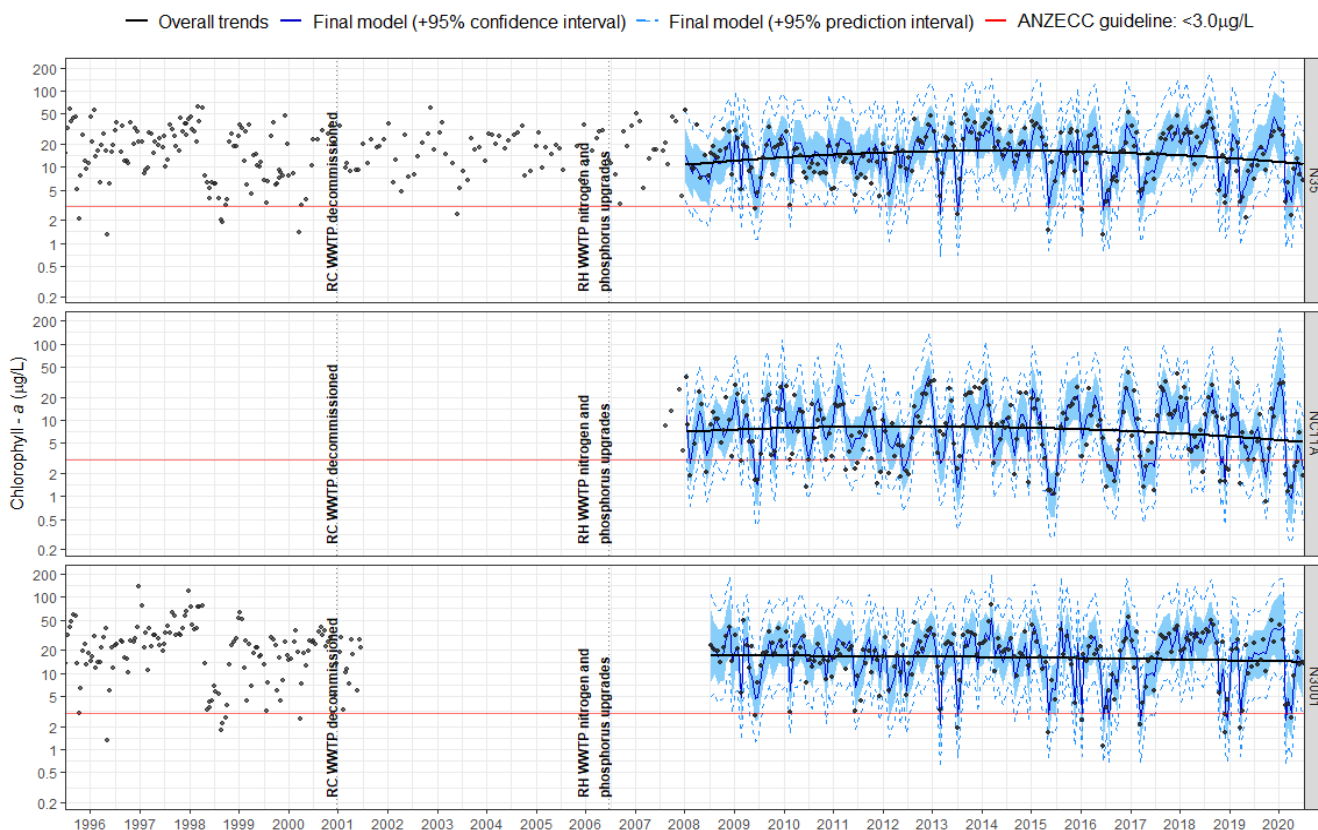 Overall trends Final model (+95% confidence interval) Final model (+95% prediction interval) ANZECC guideline: <3.0μg/L
Chlorophyll - a (μg/L)
200
100
50
20
10
5
2
1
0.5
0.2
RC WWTP decommissioned
RH WWTP nitrogen and
phosphorus upgrades
N35
200
100
50
20
10
5
2
1
0.5
0.2
RC WWTP decommissioned
RH WWTP nitrogen and
phosphorus upgrades
NC11A
200
100
50
20
10
5
2
1
0.5
0.2
RC WWTP decommissioned
RH WWTP nitrogen and
phosphorus upgrades
N3001
1996 1997 1998 1999 2000 2001 2002 2003 2004 2005 2006 2007 2008 2009 2010 2011 2012 2013 2014 2015 2016 2017 2018 2019 2020